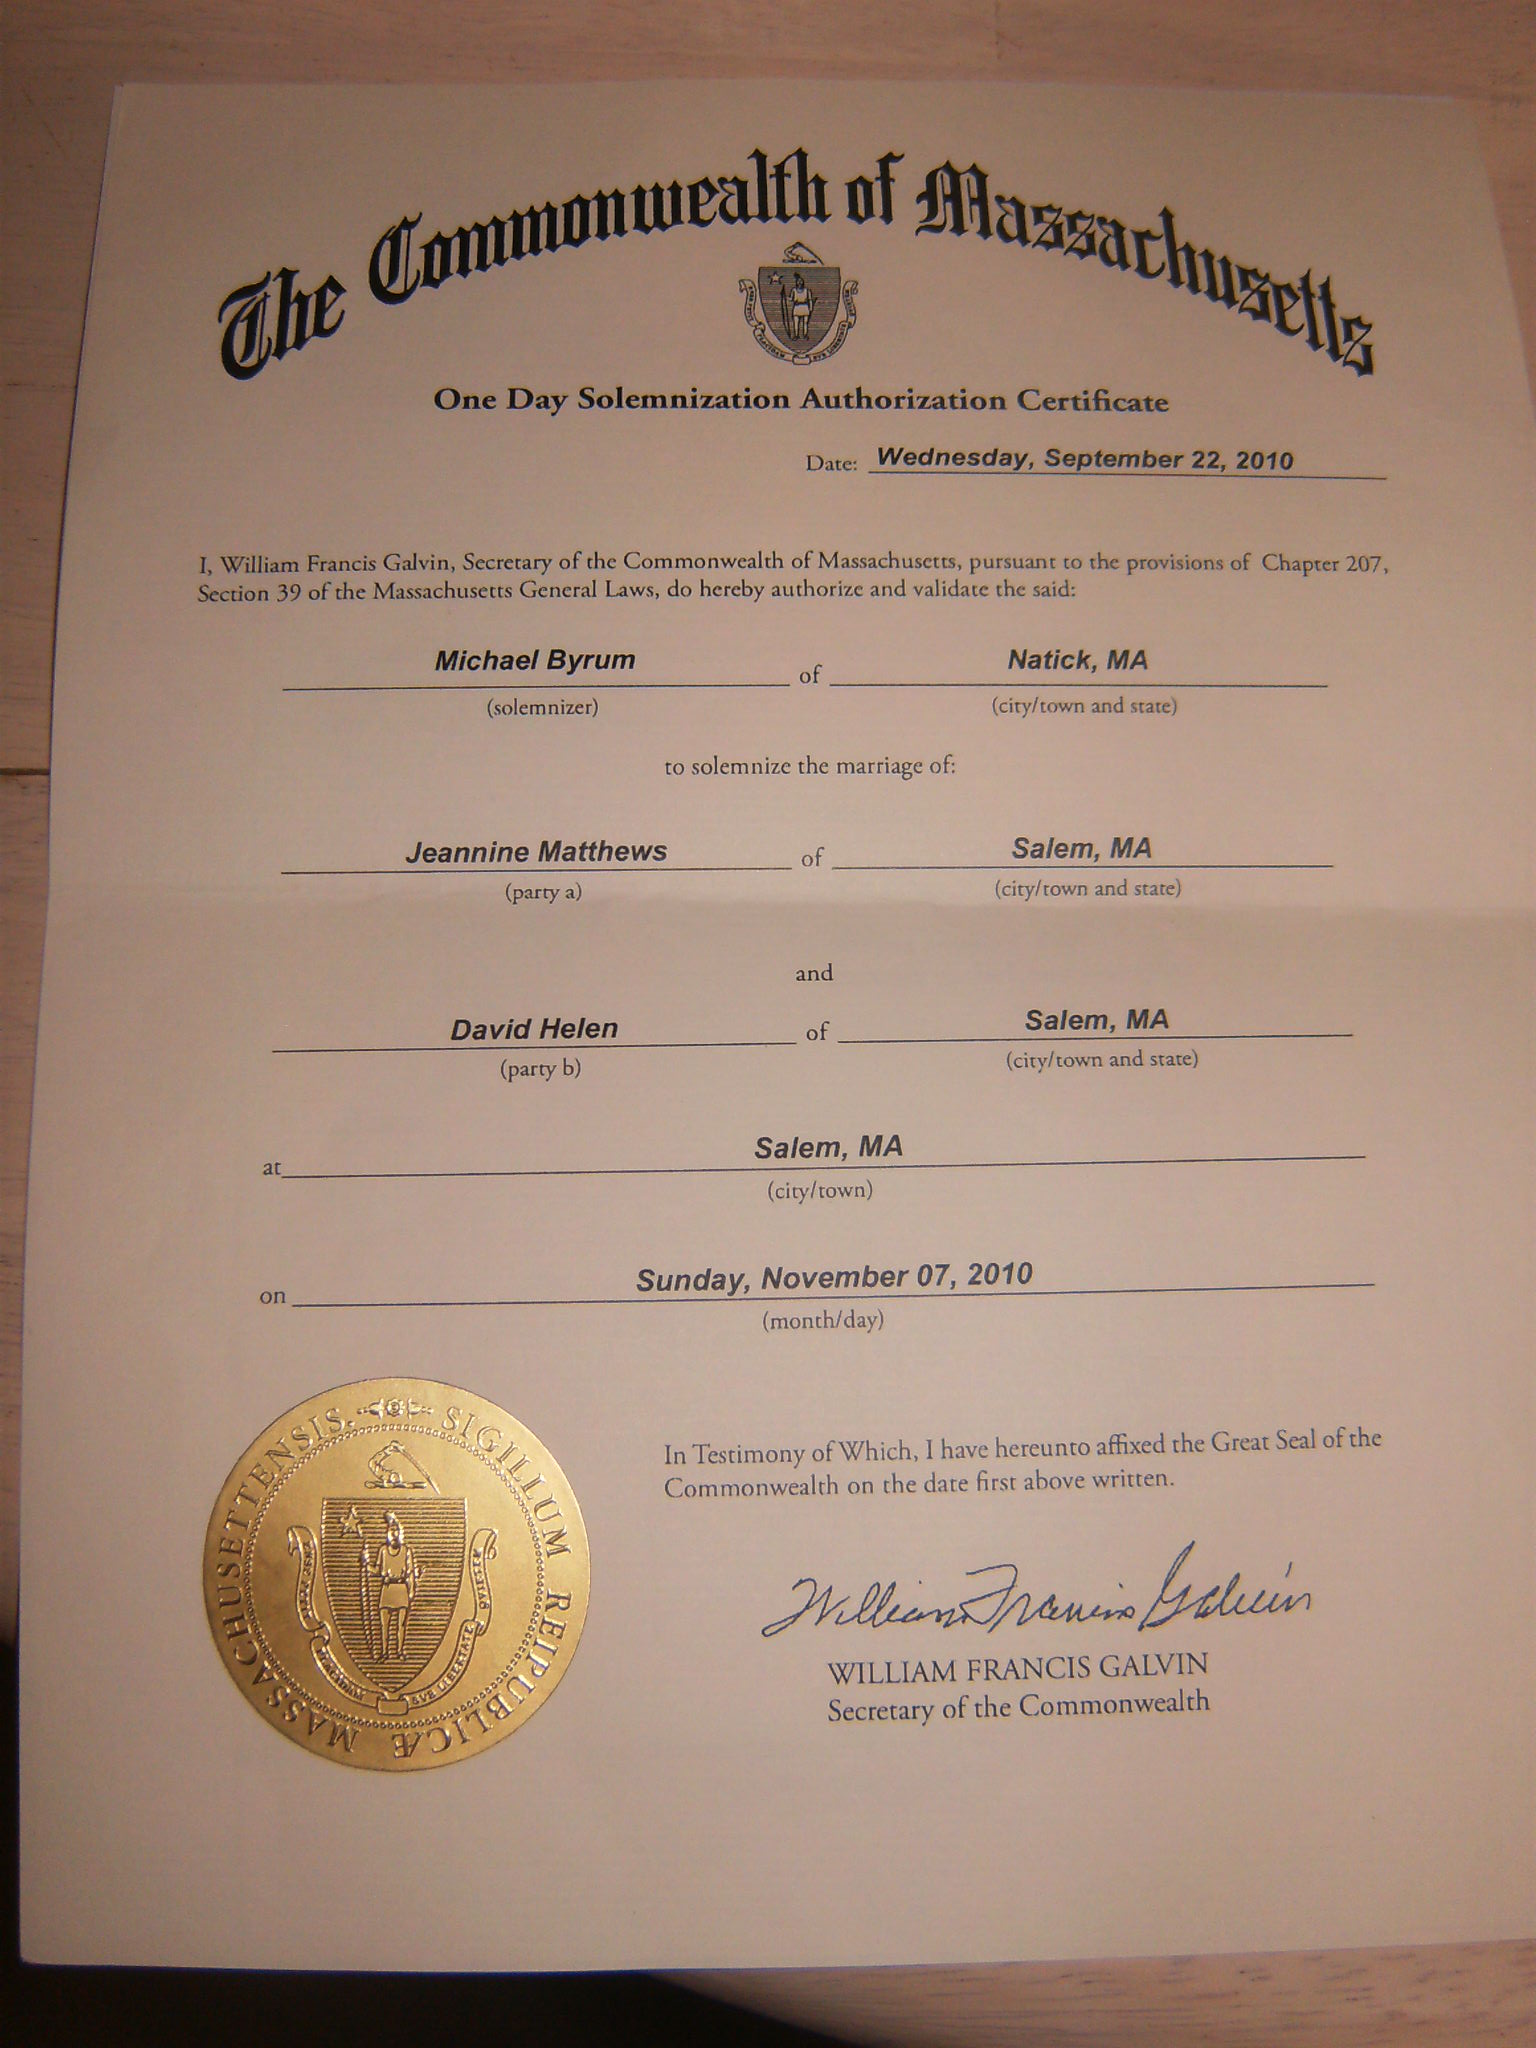 The Commonwealth of Massachusetts
One Day Solemnization Authorization Certificate
Date: Wednesday, September 22, 2010
I, William Francis Galvin, Secretary of the Commonwealth of Massachusetts, pursuant to the provisions of Chapter 207,
Section 39 of the Massachusetts General Laws, do hereby authorize and validate the said:
Michael Byrum of Natick, MA
(solemnizer) (city/town and state)
to solemnize the marriage of:
Jeannine Matthews of Salem, MA
(party a) (city/town and state)
and
David Helen of Salem, MA
(party b) (city/town and state)
at Salem, MA
(city/town)
on Sunday, November 07, 2010
(month/day)
SIGILLUM REIPUBLICÆ MASSACHUSETTENSIS.
SVB LIBERTATE
In Testimony of Which, I have hereunto affixed the Great Seal of the
Commonwealth on the date first above written.
William Francis Galvin
WILLIAM FRANCIS GALVIN
Secretary of the Commonwealth